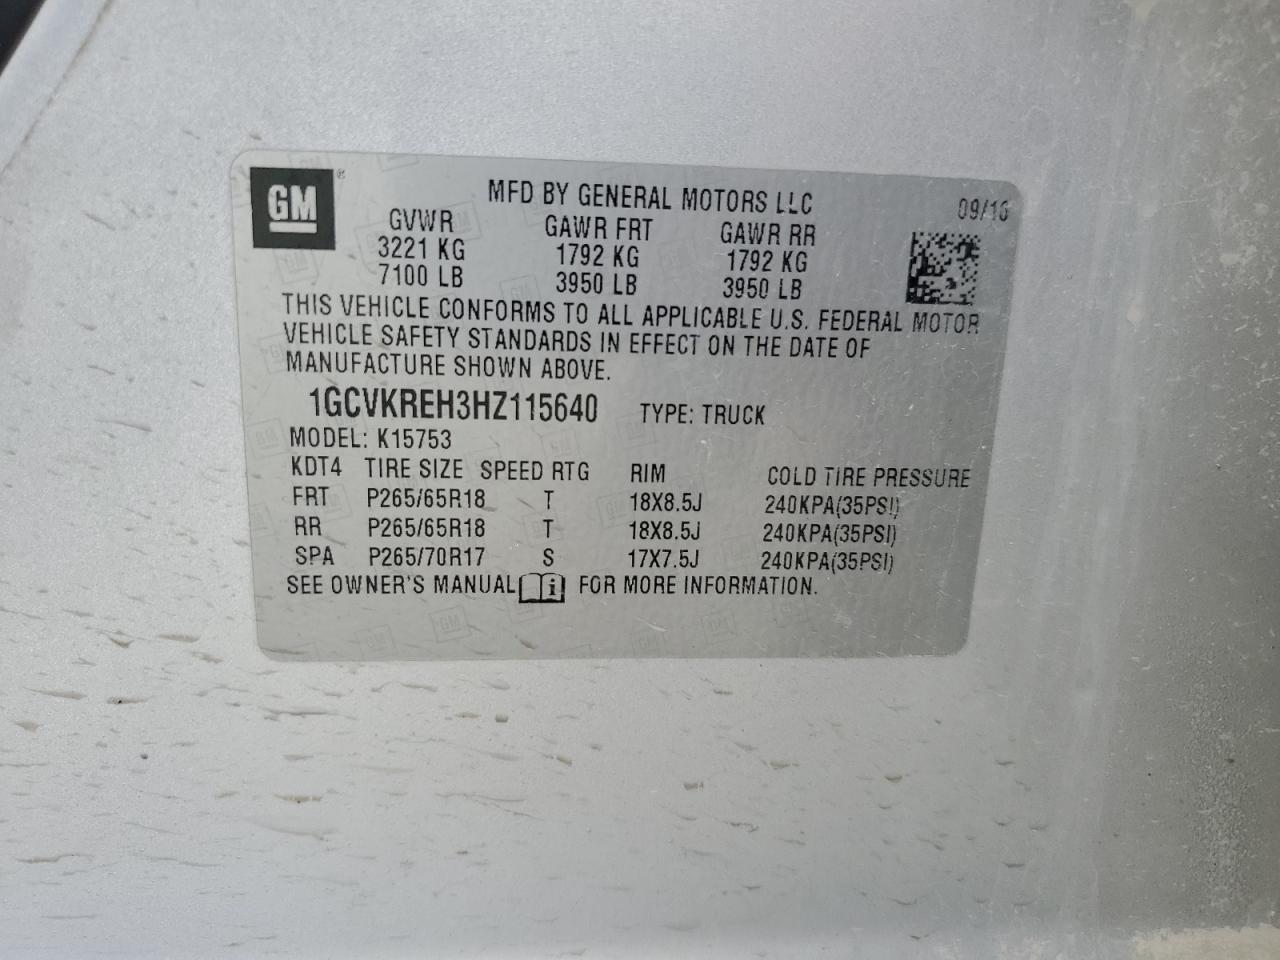 GM ®
MFD BY GENERAL MOTORS LLC 09/16
GVWR GAWR FRT GAWR RR
3221 KG 1792 KG 1792 KG
7100 LB 3950 LB 3950 LB
THIS VEHICLE CONFORMS TO ALL APPLICABLE U.S. FEDERAL MOTOR
VEHICLE SAFETY STANDARDS IN EFFECT ON THE DATE OF
MANUFACTURE SHOWN ABOVE.
1GCVKREH3HZ115640 TYPE: TRUCK
MODEL: K15753
KDT4 TIRE SIZE SPEED RTG RIM COLD TIRE PRESSURE
FRT P265/65R18 T 18X8.5J 240KPA(35PSI)
RR P265/65R18 T 18X8.5J 240KPA(35PSI)
SPA P265/70R17 S 17X7.5J 240KPA(35PSI)
SEE OWNER'S MANUAL i FOR MORE INFORMATION.